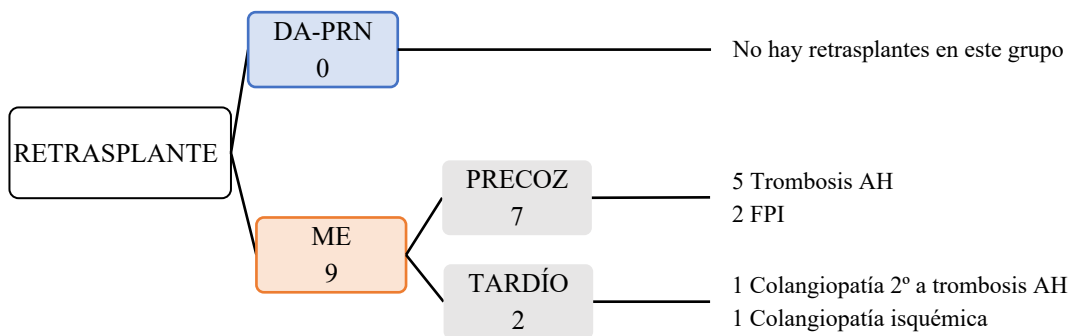 DA-PRN
0
No hay retrasplantes en este grupo
RETRASPLANTE
ME
9
PRECOZ
7
5 Trombosis AH
2 FPI
TARDÍO
2
1 Colangiopatía 2º a trombosis AH
1 Colangiopatía isquémica